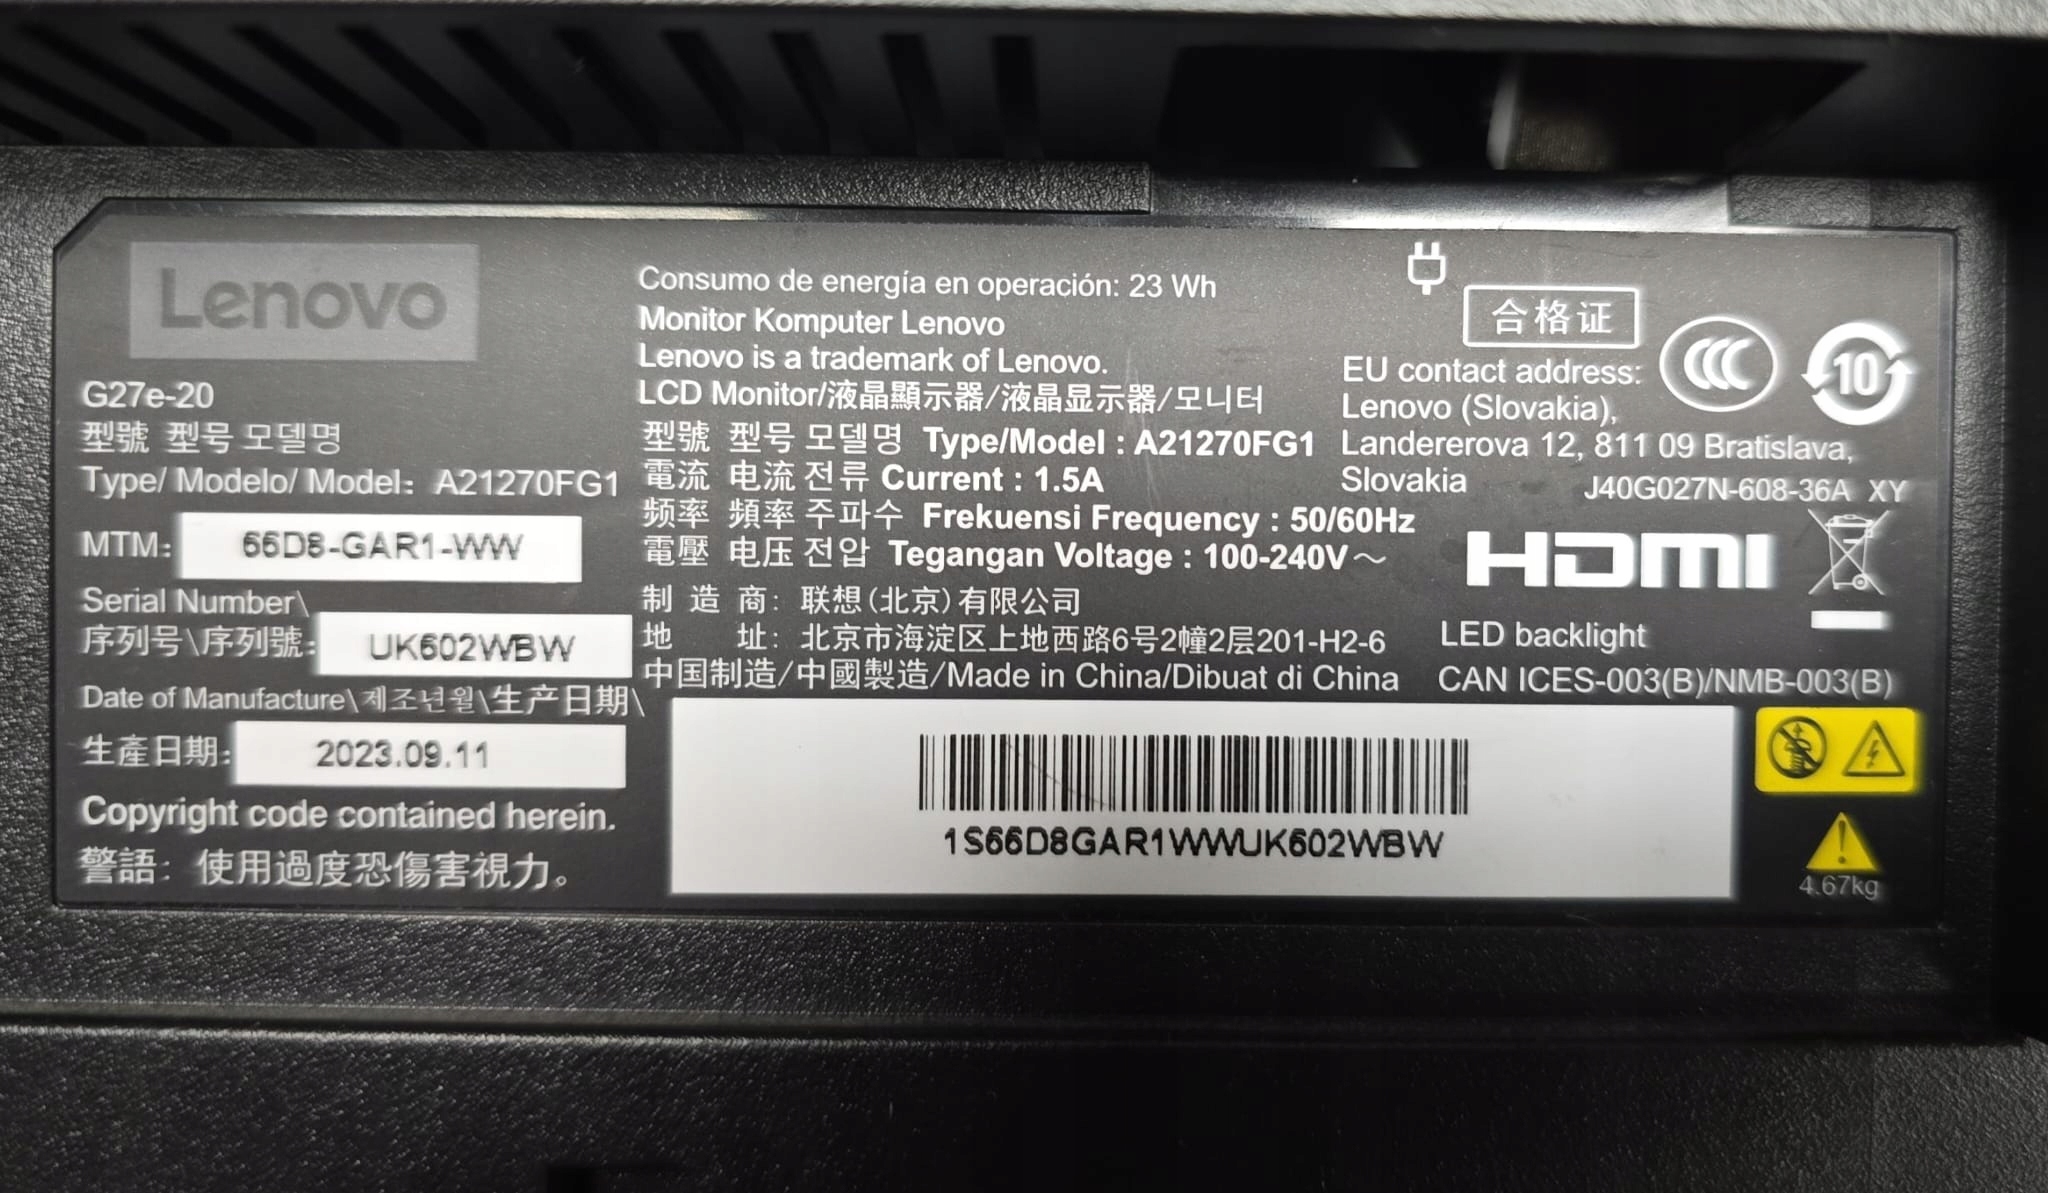 Lenovo
G27e-20
型號 型号 모델명
Type/ Modelo/ Model: A21270FG1
MTM: 66D8-GAR1-WW
Serial Number\
序列号\序列號: UK602WBW
Date of Manufacture\제조년월\生产日期\
生產日期: 2023.09.11
Copyright code contained herein.
警語: 使用過度恐傷害視力。
Consumo de energía en operación: 23 Wh
Monitor Komputer Lenovo
Lenovo is a trademark of Lenovo.
LCD Monitor/液晶顯示器/液晶显示器/모니터
型號 型号 모델명 Type/Model : A21270FG1
電流 电流 전류 Current : 1.5A
频率 頻率 주파수 Frekuensi Frequency : 50/60Hz
電壓 电压 전압 Tegangan Voltage : 100-240V～
制 造 商: 联想(北京)有限公司
地 址: 北京市海淀区上地西路6号2幢2层201-H2-6
中国制造/中國製造/Made in China/Dibuat di China
1S66D8GAR1WWUK602WBW
合格证
CCC
10
EU contact address:
Lenovo (Slovakia),
Landererova 12, 811 09 Bratislava,
Slovakia
J40G027N-608-36A XY
HDMI
LED backlight
CAN ICES-003(B)/NMB-003(B)
4.67kg